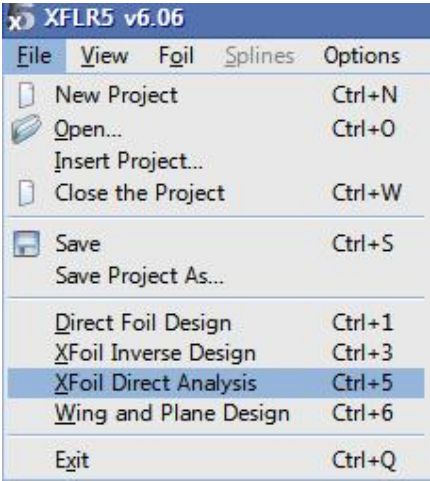 XFLR5 v6.06
File View Foil Splines Options
New Project Ctrl+N
Open... Ctrl+O
Insert Project...
Close the Project Ctrl+W
Save Ctrl+S
Save Project As...
Direct Foil Design Ctrl+1
XFoil Inverse Design Ctrl+3
XFoil Direct Analysis Ctrl+5
Wing and Plane Design Ctrl+6
Exit Ctrl+Q